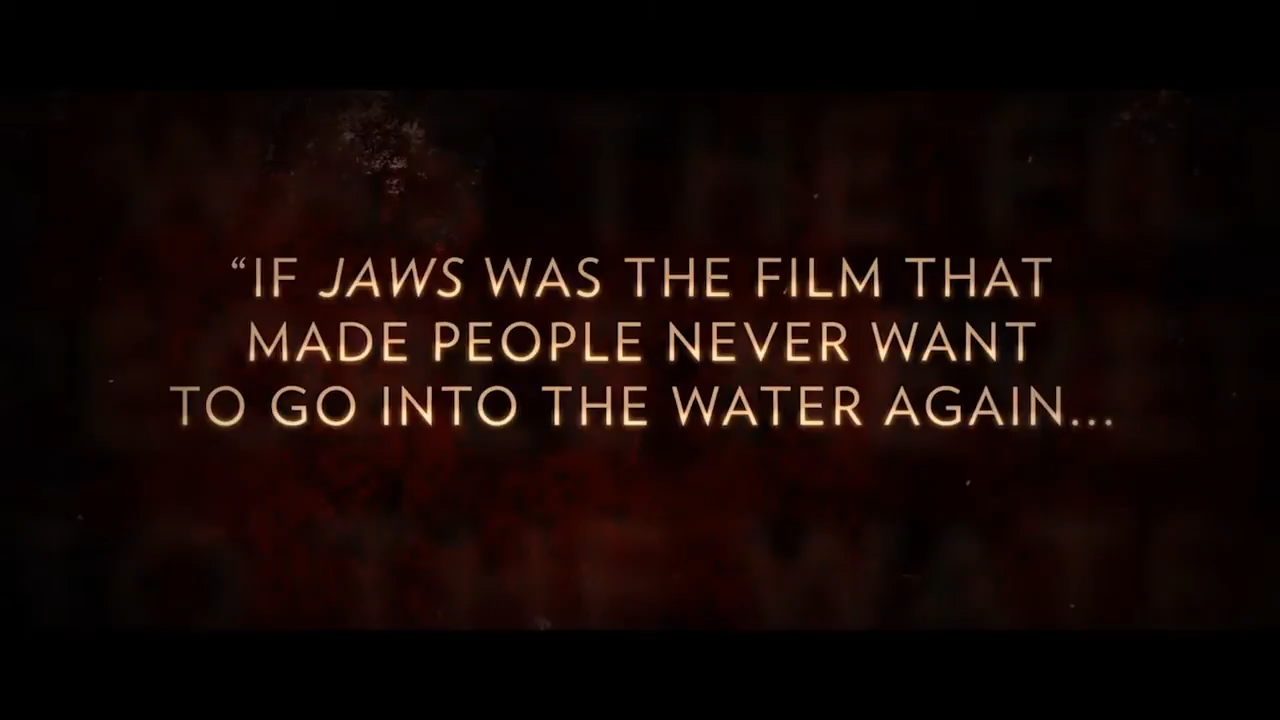 “IF JAWS WAS THE FILM THAT
MADE PEOPLE NEVER WANT
TO GO INTO THE WATER AGAIN...